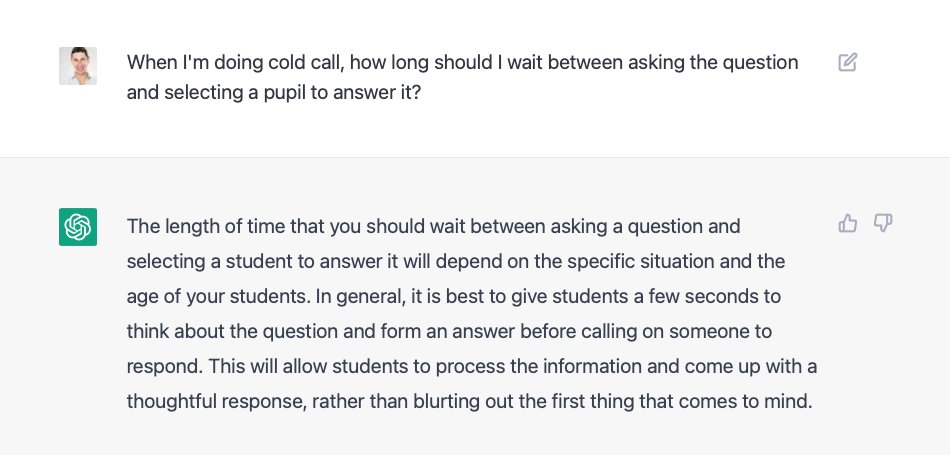 When I'm doing cold call, how long should I wait between asking the question
and selecting a pupil to answer it?
The length of time that you should wait between asking a question and
selecting a student to answer it will depend on the specific situation and the
age of your students. In general, it is best to give students a few seconds to
think about the question and form an answer before calling on someone to
respond. This will allow students to process the information and come up with a
thoughtful response, rather than blurting out the first thing that comes to mind.